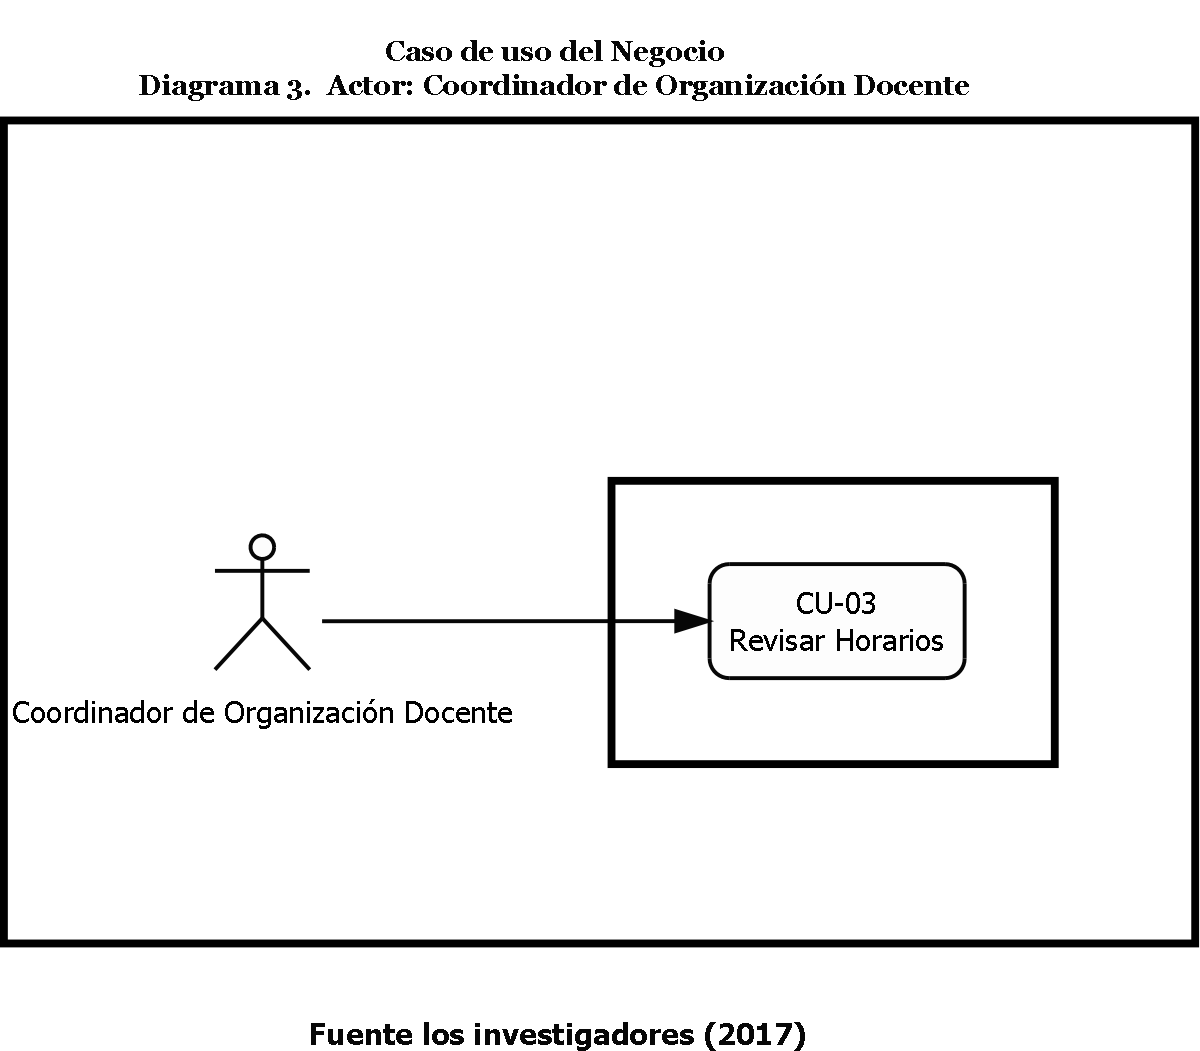 Caso de uso del Negocio
Diagrama 3. Actor: Coordinador de Organización Docente
CU-03
Revisar Horarios
Coordinador de Organización Docente
Fuente los investigadores (2017)